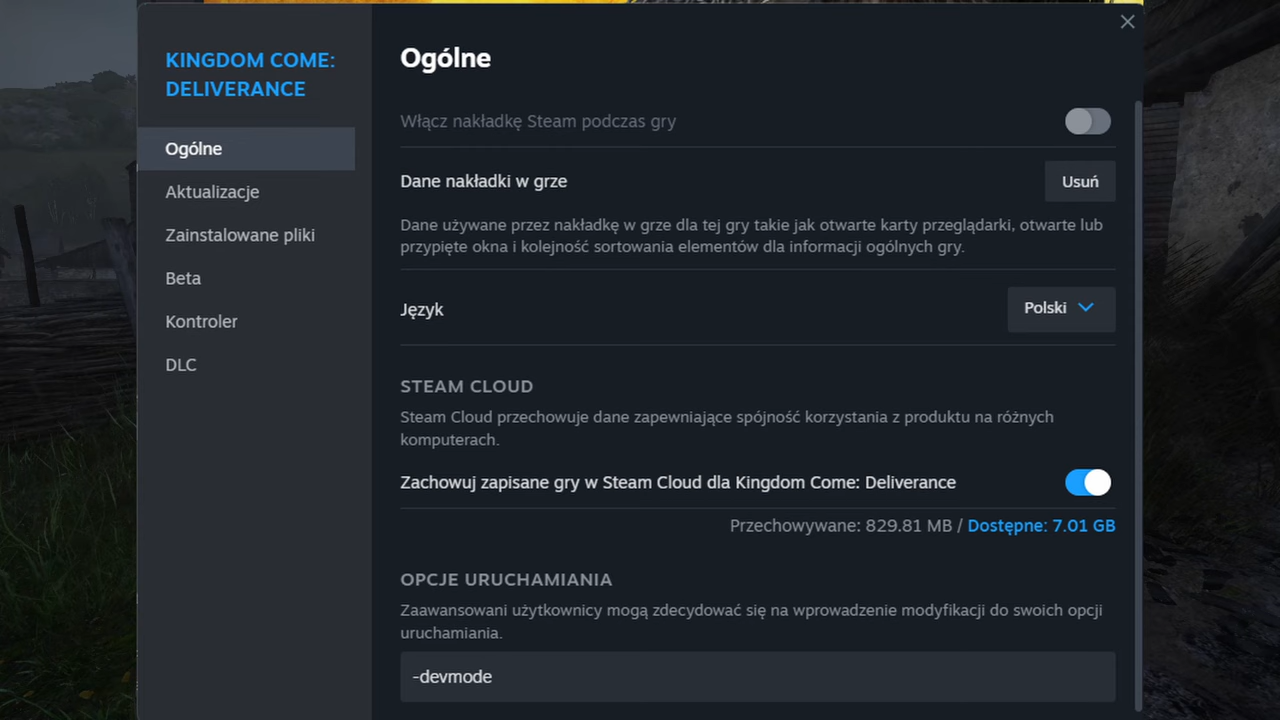 KINGDOM COME:
DELIVERANCE
Ogólne
Aktualizacje
Zainstalowane pliki
Beta
Kontroler
DLC
Ogólne
Włącz nakładkę Steam podczas gry
Dane nakładki w grze
Usuń
Dane używane przez nakładkę w grze dla tej gry takie jak otwarte karty przeglądarki, otwarte lub
przypięte okna i kolejność sortowania elementów dla informacji ogólnych gry.
Język
Polski
STEAM CLOUD
Steam Cloud przechowuje dane zapewniające spójność korzystania z produktu na różnych
komputerach.
Zachowuj zapisane gry w Steam Cloud dla Kingdom Come: Deliverance
Przechowywane: 829.81 MB / Dostępne: 7.01 GB
OPCJE URUCHAMIANIA
Zaawansowani użytkownicy mogą zdecydować się na wprowadzenie modyfikacji do swoich opcji
uruchamiania.
-devmode